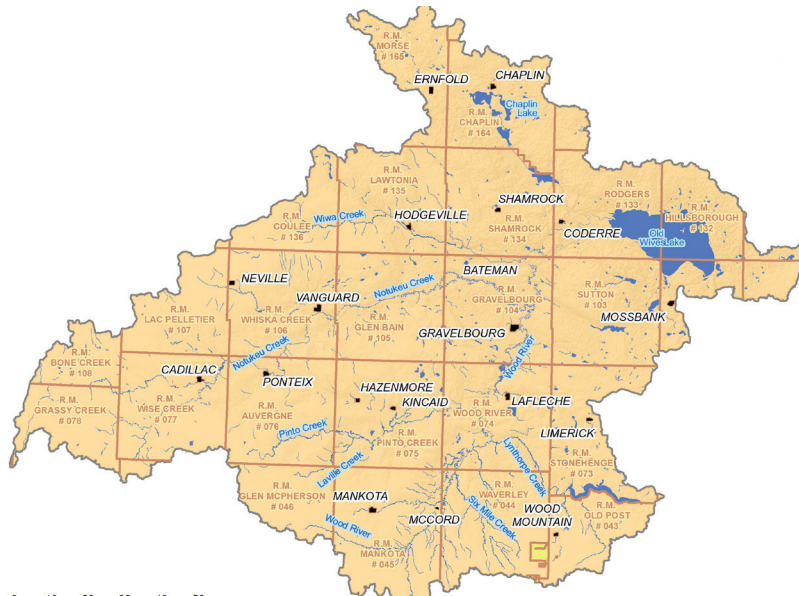 R.M.
MORSE
# 165
ERNFOLD
CHAPLIN
Chaplin
Lake
R.M.
CHAPLIN
# 164
R.M.
LAWTONIA
# 135
R.M.
COULEE
# 136
Wiwa Creek
HODGEVILLE
SHAMROCK
R.M.
SHAMROCK
# 134
CODERRE
R.M.
RODGERS
# 133
R.M.
HILLSBOROUGH
# 132
Old
WivesLake
NEVILLE
VANGUARD
Notukeu Creek
BATEMAN
R.M.
GRAVELBOURG
# 104
R.M.
SUTTON
# 103
MOSSBANK
R.M.
LAC PELLETIER
# 107
R.M.
WHISKA CREEK
# 106
R.M.
GLEN BAIN
# 105
GRAVELBOURG
Wood River
R.M.
BONE CREEK
# 108
Notukeu Creek
CADILLAC
PONTEIX
HAZENMORE
KINCAID
LAFLECHE
R.M.
GRASSY CREEK
# 078
R.M.
WISE CREEK
# 077
R.M.
AUVERGNE
# 076
Pinto Creek
R.M.
PINTO CREEK
# 075
R.M.
WOOD RIVER
# 074
LIMERICK
R.M.
STONEHENGE
# 073
Laville Creek
Lynthorpe Creek
R.M.
GLEN MCPHERSON
# 046
MANKOTA
MCCORD
Six Mile Creek
R.M.
WAVERLEY
# 044
WOOD
MOUNTAIN
R.M.
OLD POST
# 043
Wood River
R.M.
MANKOTA
# 045